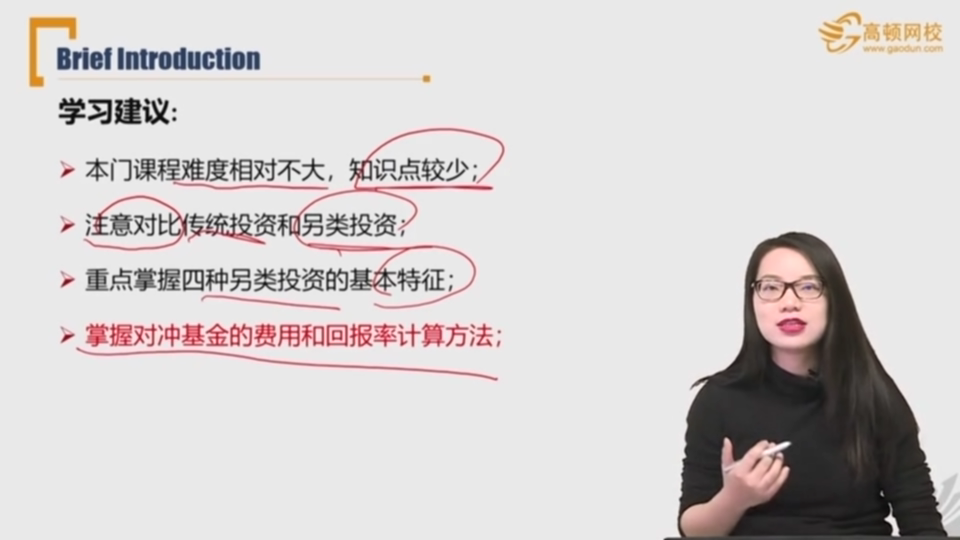 Brief Introduction
高顿网校
www.gaodun.com
学习建议:
本门课程难度相对不大，知识点较少；
注意对比传统投资和另类投资；
重点掌握四种另类投资的基本特征；
掌握对冲基金的费用和回报率计算方法；